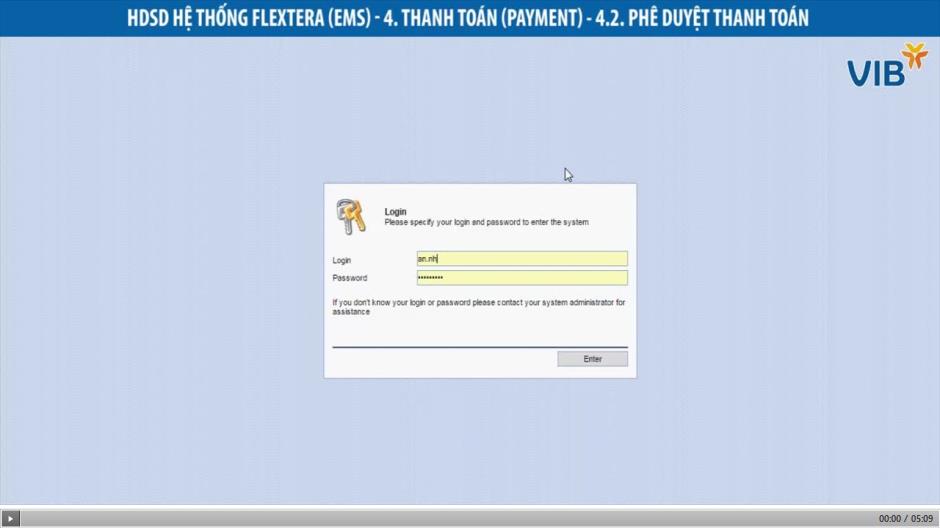 HDSD HỆ THỐNG FLEXTERA (EMS) - 4. THANH TOÁN (PAYMENT) - 4.2. PHÊ DUYỆT THANH TOÁN
VIB
Login
Please specify your login and password to enter the system
Login
an.nh
Password
•••••••••
If you don't know your login or password please contact your system administrator for
assistance
Enter
00:00 / 05:09